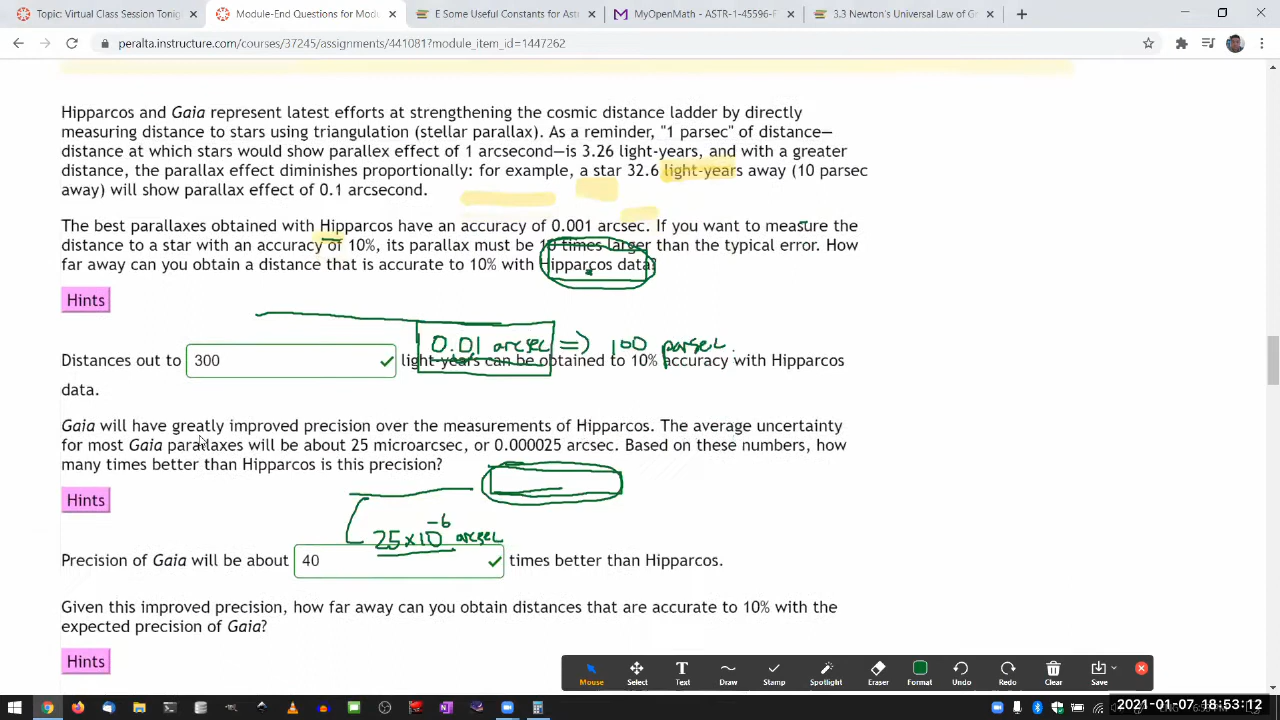 Topic Vic Session Tonigh
Module-End Questions for Module
E Some Useful Constants for Ast
MyOpenMath - ASTR-1-45596-F
3.3 Newton's Universal Law of G
peralta.instructure.com/courses/37245/assignments/441081?module_item_id=1447262
Hipparcos and Gaia represent latest efforts at strengthening the cosmic distance ladder by directly
measuring distance to stars using triangulation (stellar parallax). As a reminder, "1 parsec" of distance—
distance at which stars would show parallex effect of 1 arcsecond—is 3.26 light-years, and with a greater
distance, the parallax effect diminishes proportionally: for example, a star 32.6 light-years away (10 parsec
away) will show parallax effect of 0.1 arcsecond.
The best parallaxes obtained with Hipparcos have an accuracy of 0.001 arcsec. If you want to measure the
distance to a star with an accuracy of 10%, its parallax must be 10 times larger than the typical error. How
far away can you obtain a distance that is accurate to 10% with Hipparcos data?
Hints
0.01 arcsec => 100 parsec.
Distances out to 300 light-years can be obtained to 10% accuracy with Hipparcos
data.
Gaia will have greatly improved precision over the measurements of Hipparcos. The average uncertainty
for most Gaia parallaxes will be about 25 microarcsec, or 0.000025 arcsec. Based on these numbers, how
many times better than Hipparcos is this precision?
Hints
25×10⁻⁶ arcsec
Precision of Gaia will be about 40 times better than Hipparcos.
Given this improved precision, how far away can you obtain distances that are accurate to 10% with the
expected precision of Gaia?
Hints
Mouse Select Text Draw Stamp Spotlight Eraser Format Undo Redo Clear Save
2021-01-07 18:53:12